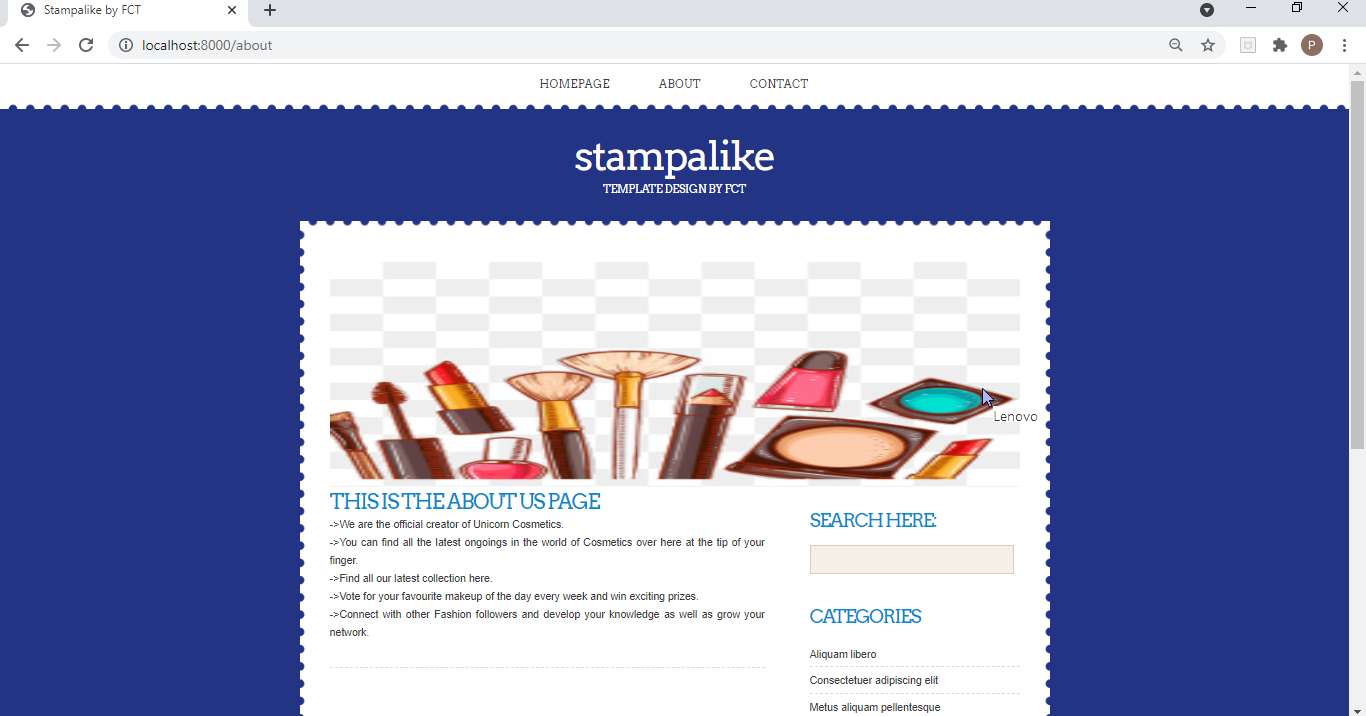 Stampalike by FCT
localhost:8000/about
P
HOMEPAGE ABOUT CONTACT
stampalike
TEMPLATE DESIGN BY FCT
Lenovo
THIS IS THE ABOUT US PAGE
->We are the official creator of Unicorn Cosmetics.
->You can find all the latest ongoings in the world of Cosmetics over here at the tip of your
finger.
->Find all our latest collection here.
->Vote for your favourite makeup of the day every week and win exciting prizes.
->Connect with other Fashion followers and develop your knowledge as well as grow your
network.
SEARCH HERE:
CATEGORIES
Aliquam libero
Consectetuer adipiscing elit
Metus aliquam pellentesque